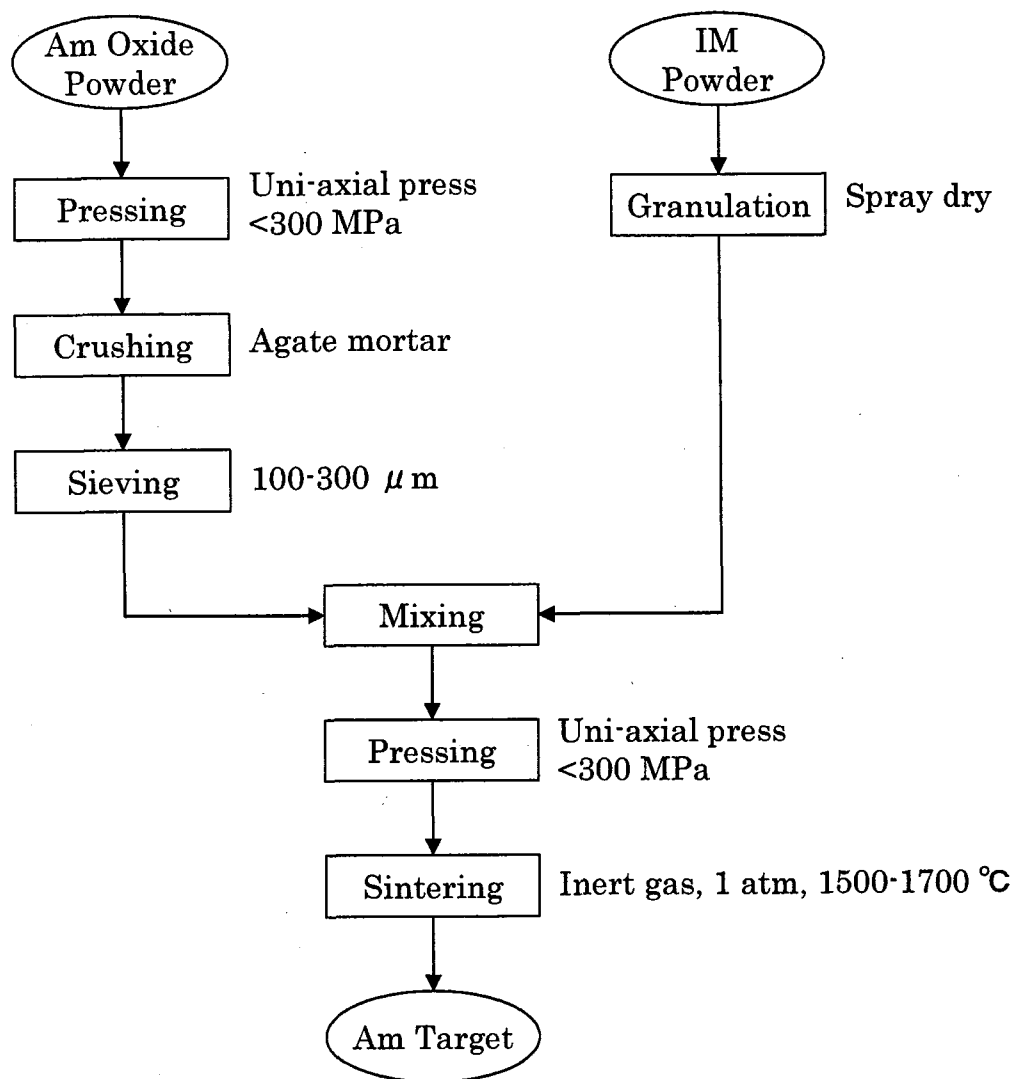 Am Oxide
Powder
IM
Powder
Pressing
Uni-axial press
<300 MPa
Granulation
Spray dry
Crushing
Agate mortar
Sieving
100-300 μm
Mixing
Pressing
Uni-axial press
<300 MPa
Sintering
Inert gas, 1 atm, 1500-1700 ℃
Am Target